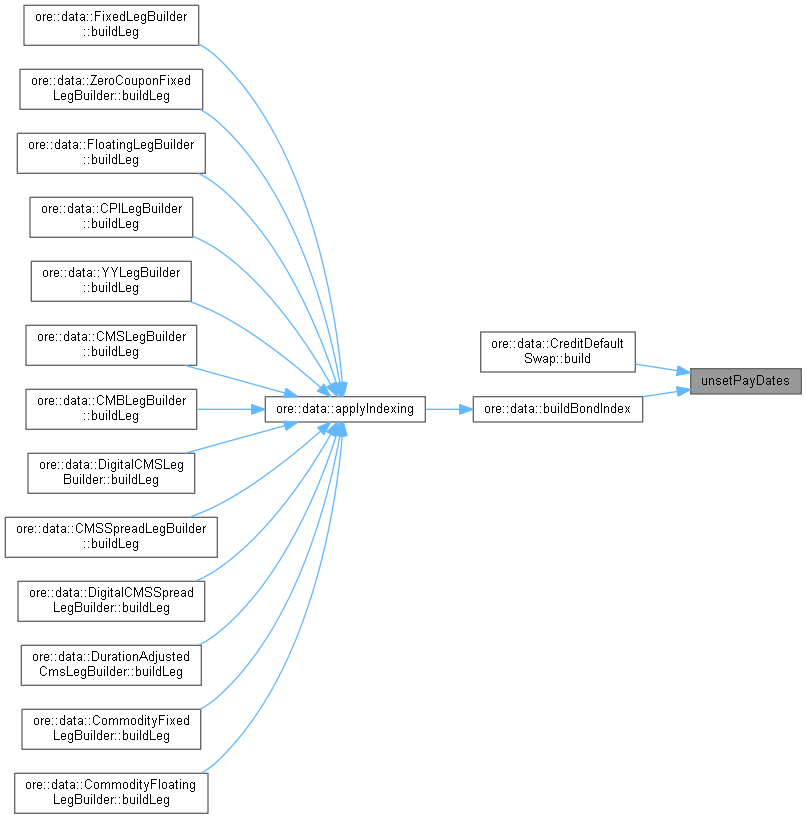 ore::data::FixedLegBuilder
::buildLeg
ore::data::ZeroCouponFixed
LegBuilder::buildLeg
ore::data::FloatingLegBuilder
::buildLeg
ore::data::CPILegBuilder
::buildLeg
ore::data::YYLegBuilder
::buildLeg
ore::data::CMSLegBuilder
::buildLeg
ore::data::CMBLegBuilder
::buildLeg
ore::data::DigitalCMSLeg
Builder::buildLeg
ore::data::CMSSpreadLegBuilder
::buildLeg
ore::data::DigitalCMSSpread
LegBuilder::buildLeg
ore::data::DurationAdjusted
CmsLegBuilder::buildLeg
ore::data::CommodityFixed
LegBuilder::buildLeg
ore::data::CommodityFloating
LegBuilder::buildLeg
ore::data::applyIndexing
ore::data::CreditDefault
Swap::build
ore::data::buildBondIndex
unsetPayDates